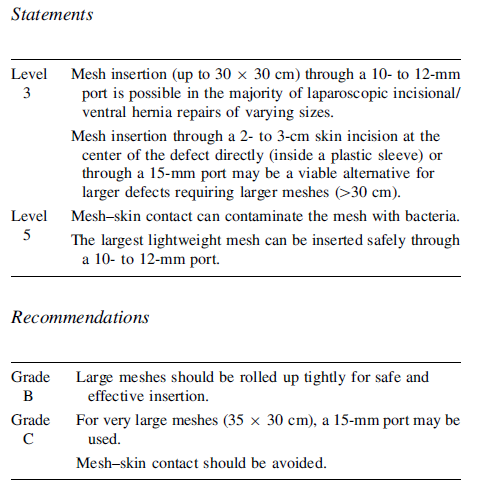 Statements
Level 3 Mesh insertion (up to 30 × 30 cm) through a 10- to 12-mm
port is possible in the majority of laparoscopic incisional/
ventral hernia repairs of varying sizes.
Mesh insertion through a 2- to 3-cm skin incision at the
center of the defect directly (inside a plastic sleeve) or
through a 15-mm port may be a viable alternative for
larger defects requiring larger meshes (>30 cm).
Level 5 Mesh–skin contact can contaminate the mesh with bacteria.
The largest lightweight mesh can be inserted safely through
a 10- to 12-mm port.
Recommendations
Grade B Large meshes should be rolled up tightly for safe and
effective insertion.
Grade C For very large meshes (35 × 30 cm), a 15-mm port may be
used.
Mesh–skin contact should be avoided.